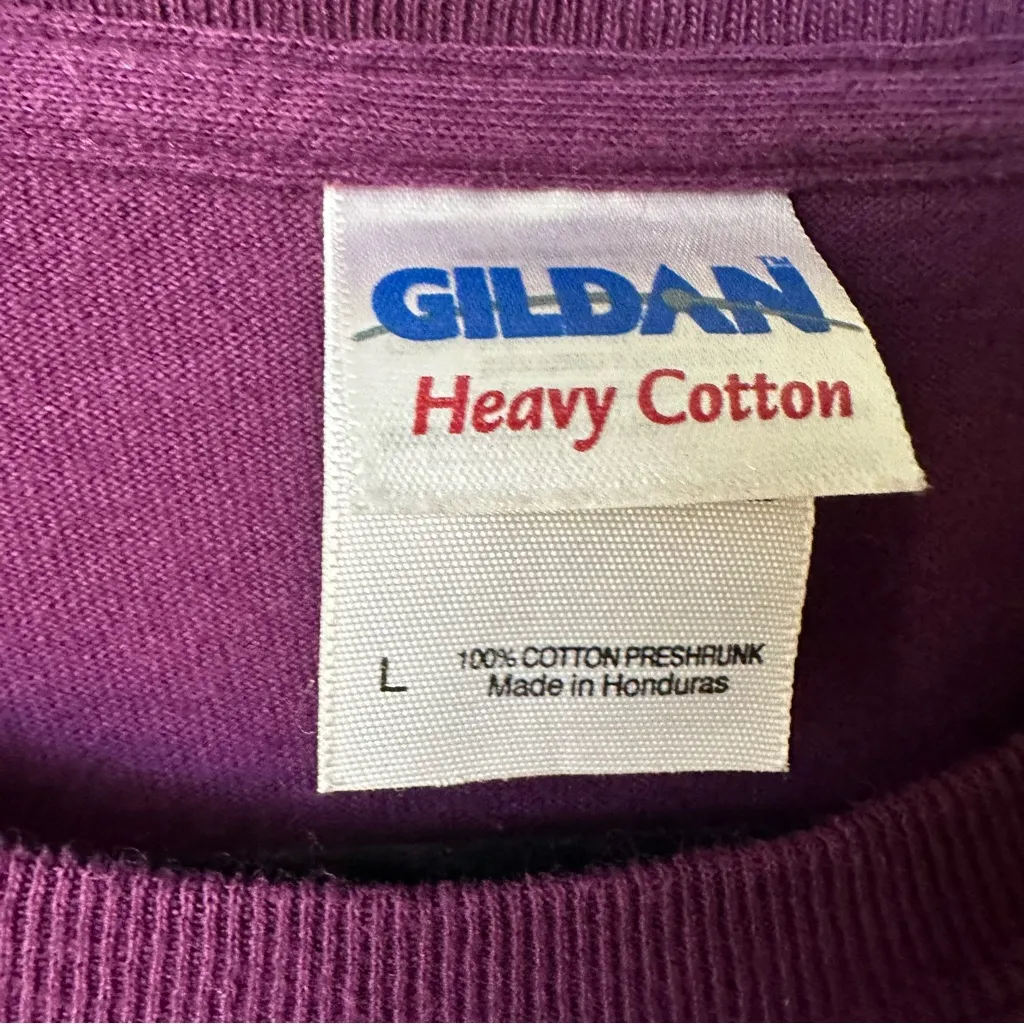 GILDAN™
Heavy Cotton
L
100% COTTON PRESHRUNK
Made in Honduras